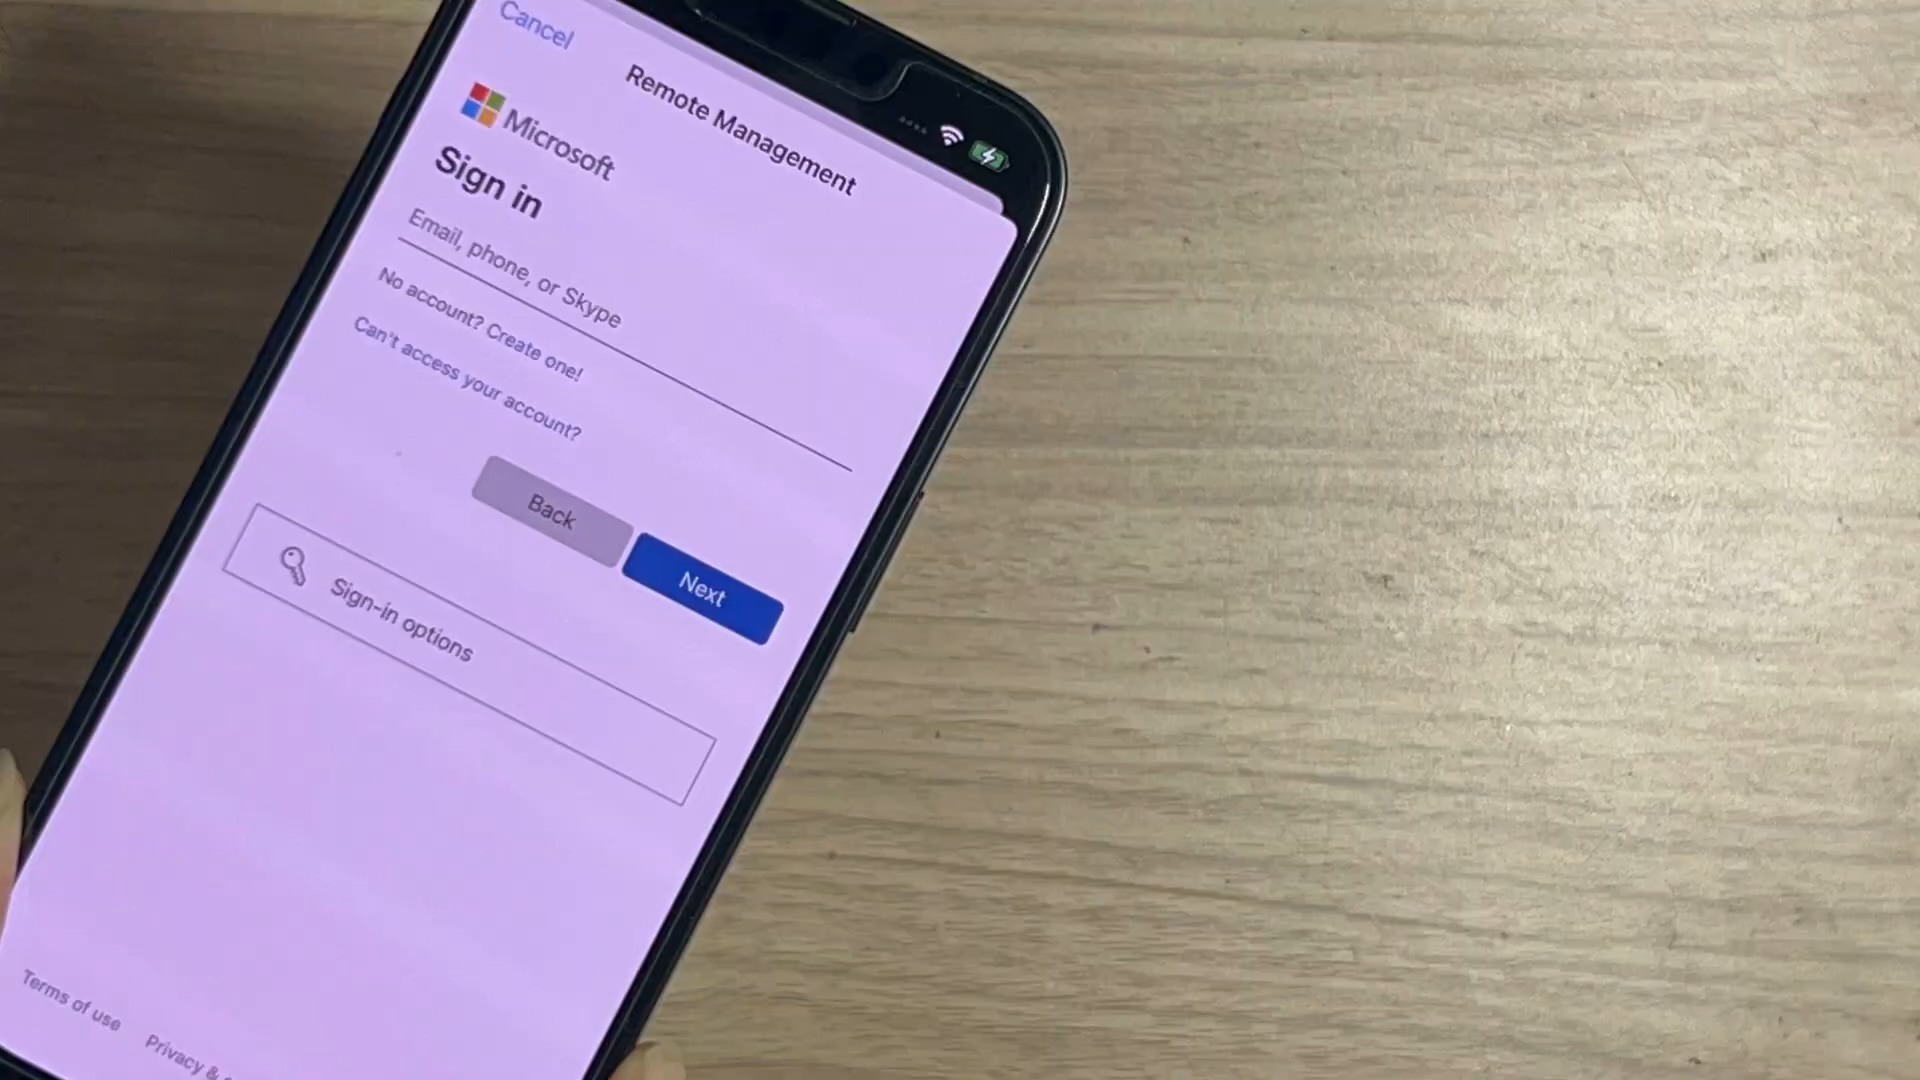 Cancel
Remote Management
Microsoft
Sign in
Email, phone, or Skype
No account? Create one!
Can't access your account?
Back
Next
Sign-in options
Terms of use
Privacy &